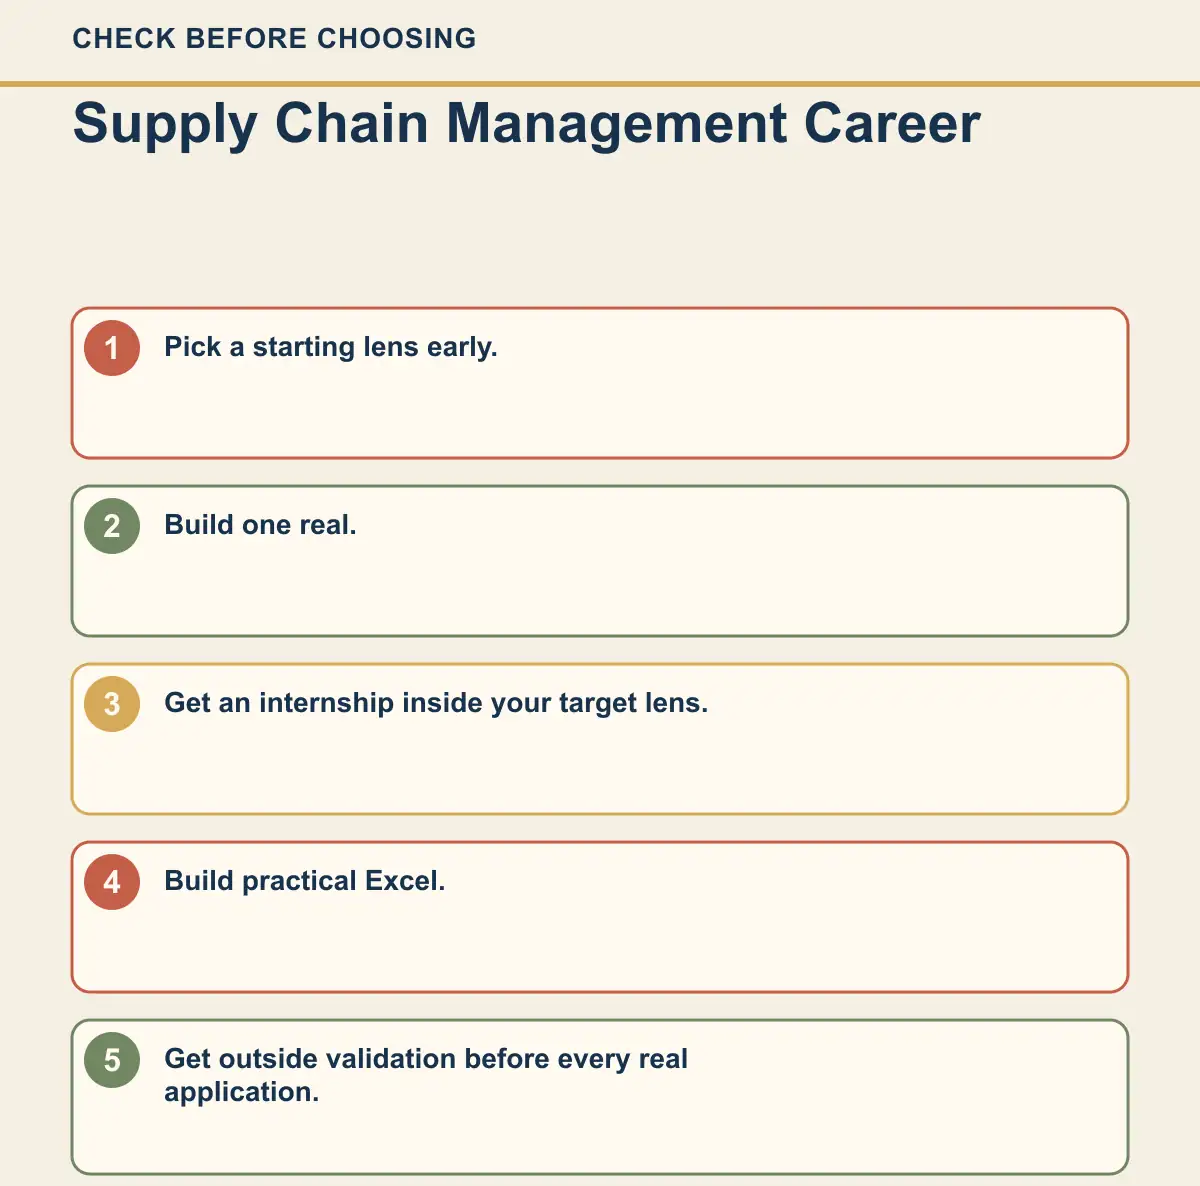 CHECK BEFORE CHOOSING
Supply Chain Management Career
1
Pick a starting lens early.
2
Build one real.
3
Get an internship inside your target lens.
4
Build practical Excel.
5
Get outside validation before every real
application.